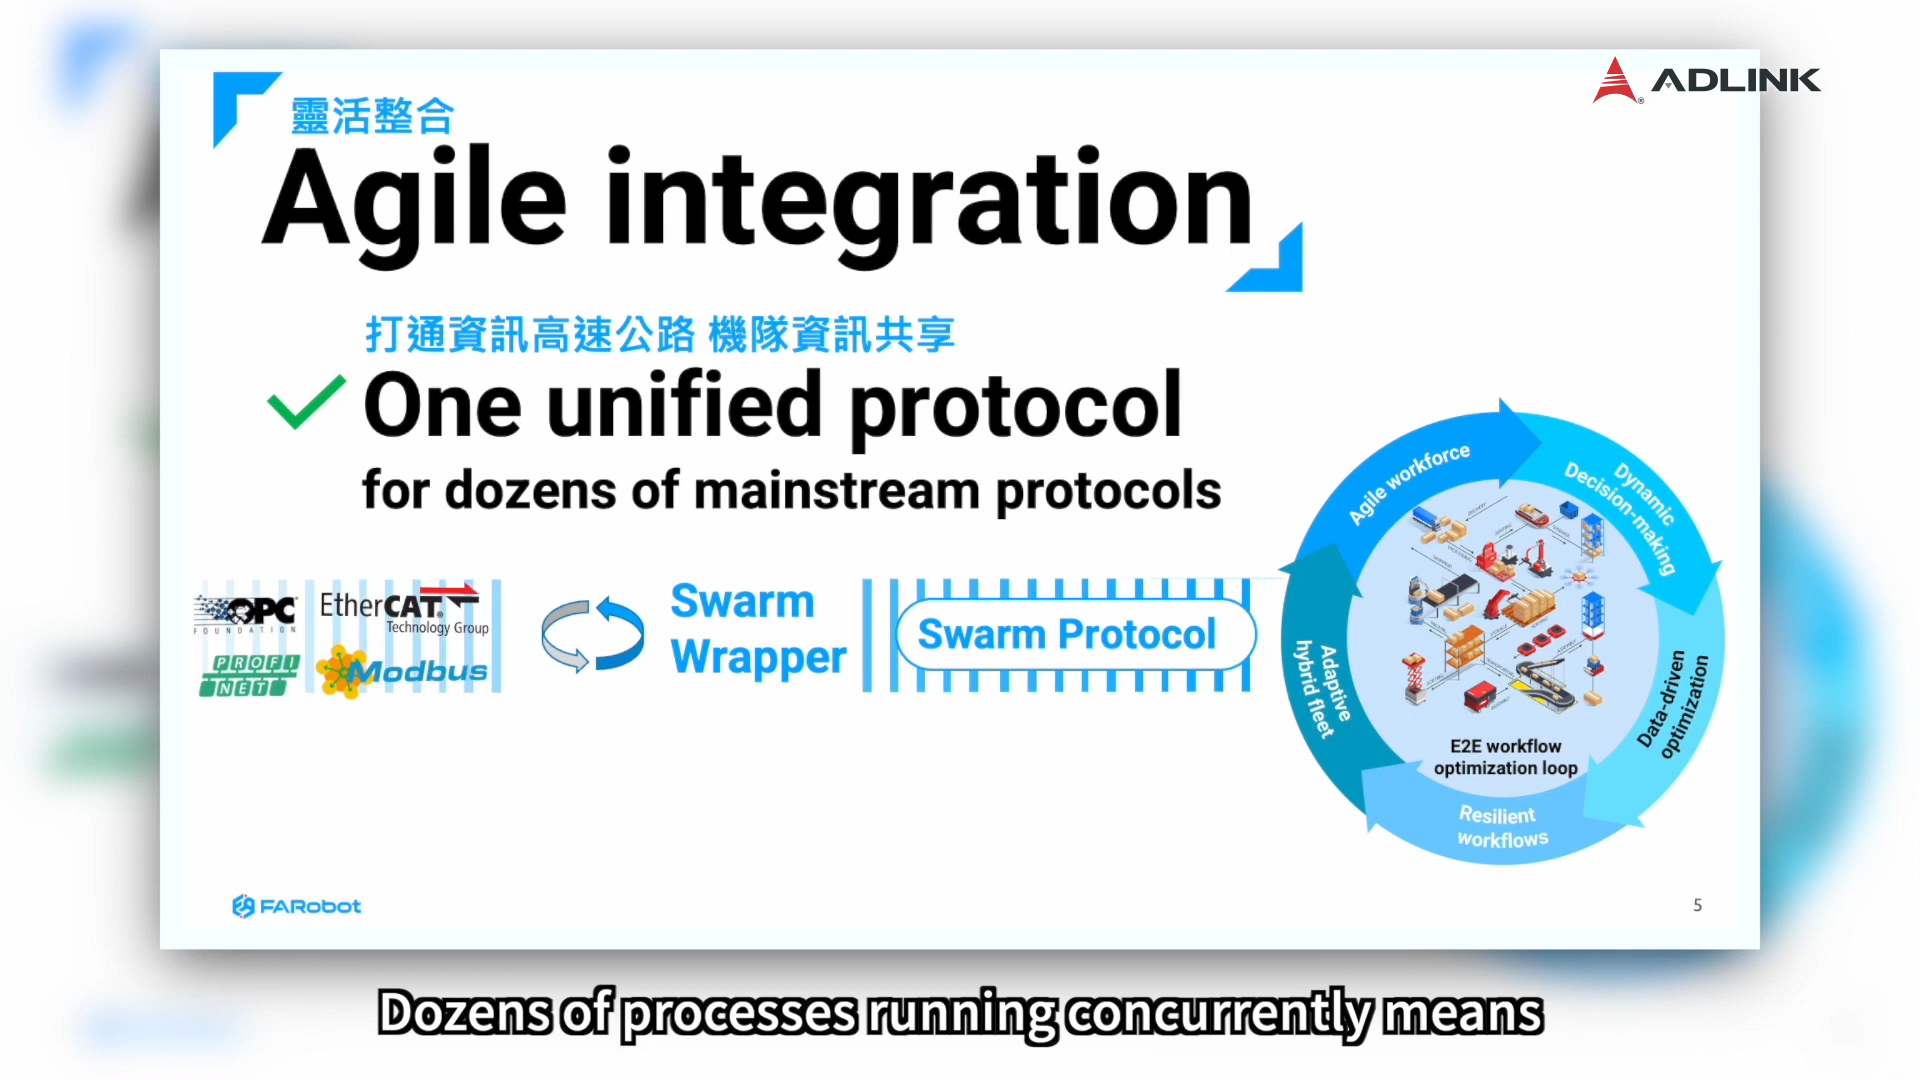 ADLINK
靈活整合
Agile integration
打通資訊高速公路 機隊資訊共享
One unified protocol
for dozens of mainstream protocols
OPC
FOUNDATION
EtherCAT
Technology Group
PROFI
NET
Modbus
Swarm
Wrapper
Swarm Protocol
Agile workforce
Dynamic
Decision-making
Data-driven
optimization
Resilient
workflows
Adaptive
hybrid fleet
E2E workflow
optimization loop
FARobot
5
Dozens of processes running concurrently means